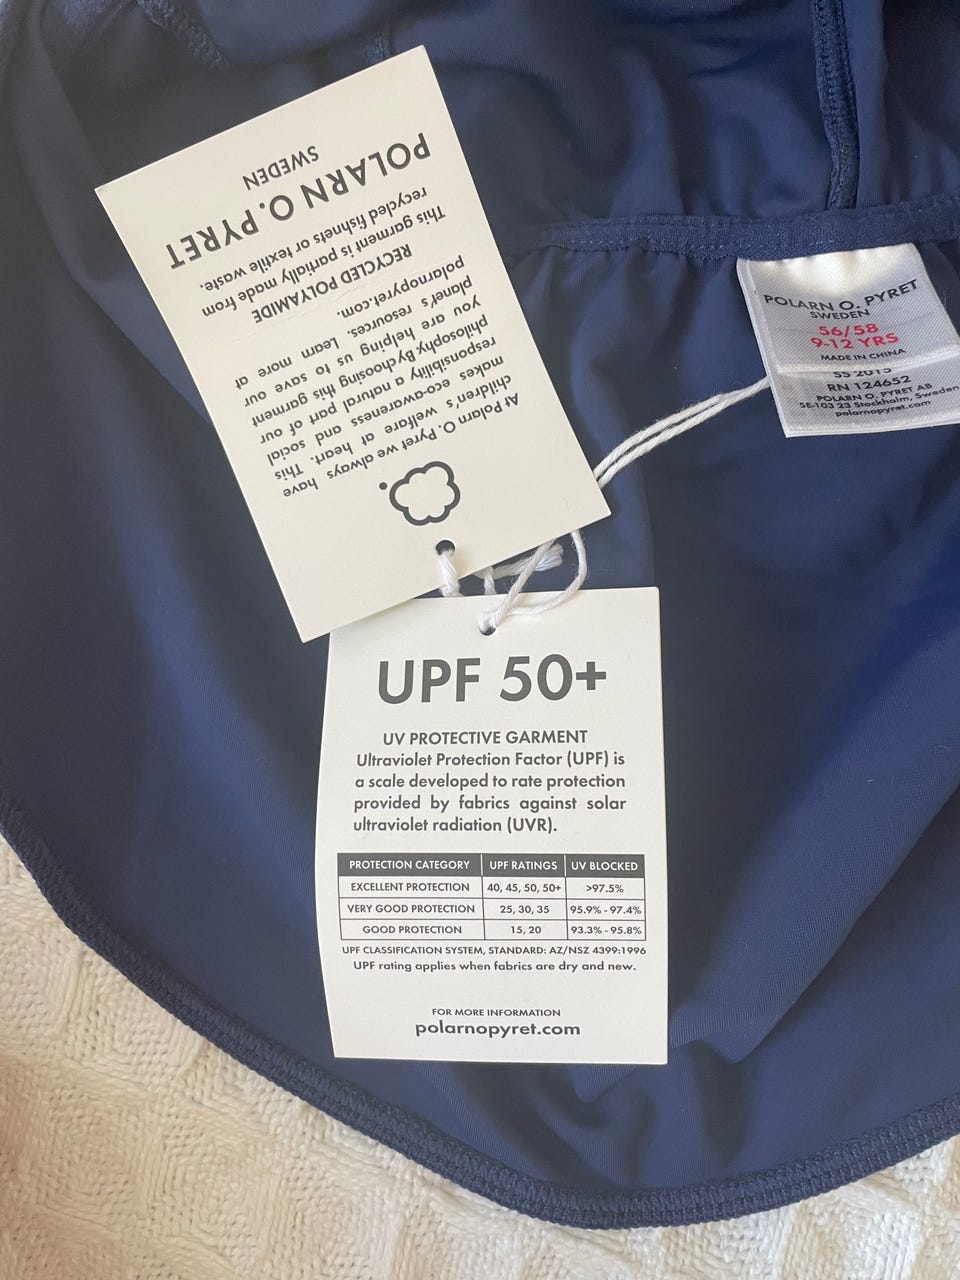 At Polarn O. Pyret we always have
children's welfare at heart. This
makes eco-awareness and social
responsibility a natural part of our
philosophy. By choosing this garment
you are helping to us save our
planet's resources. Learn more at
polarnopyret.com.
RECYCLED POLYAMIDE
This garment is partially made from
recycled fishnets or textile waste.
POLARN O. PYRET
SWEDEN
POLARN O. PYRET
SWEDEN
56/58
9-12 YRS
MADE IN CHINA
SS 2015
RN 124652
POLARN O. PYRET AB
SE-103 23 Stockholm, Sweden
polarnopyret.com
UPF 50+
UV PROTECTIVE GARMENT
Ultraviolet Protection Factor (UPF) is
a scale developed to rate protection
provided by fabrics against solar
ultraviolet radiation (UVR).
PROTECTION CATEGORY UPF RATINGS UV BLOCKED
EXCELLENT PROTECTION 40, 45, 50, 50+ >97.5%
VERY GOOD PROTECTION 25, 30, 35 95.9% - 97.4%
GOOD PROTECTION 15, 20 93.3% - 95.8%
UPF CLASSIFICATION SYSTEM, STANDARD: AZ/NSZ 4399:1996
UPF rating applies when fabrics are dry and new.
FOR MORE INFORMATION
polarnopyret.com